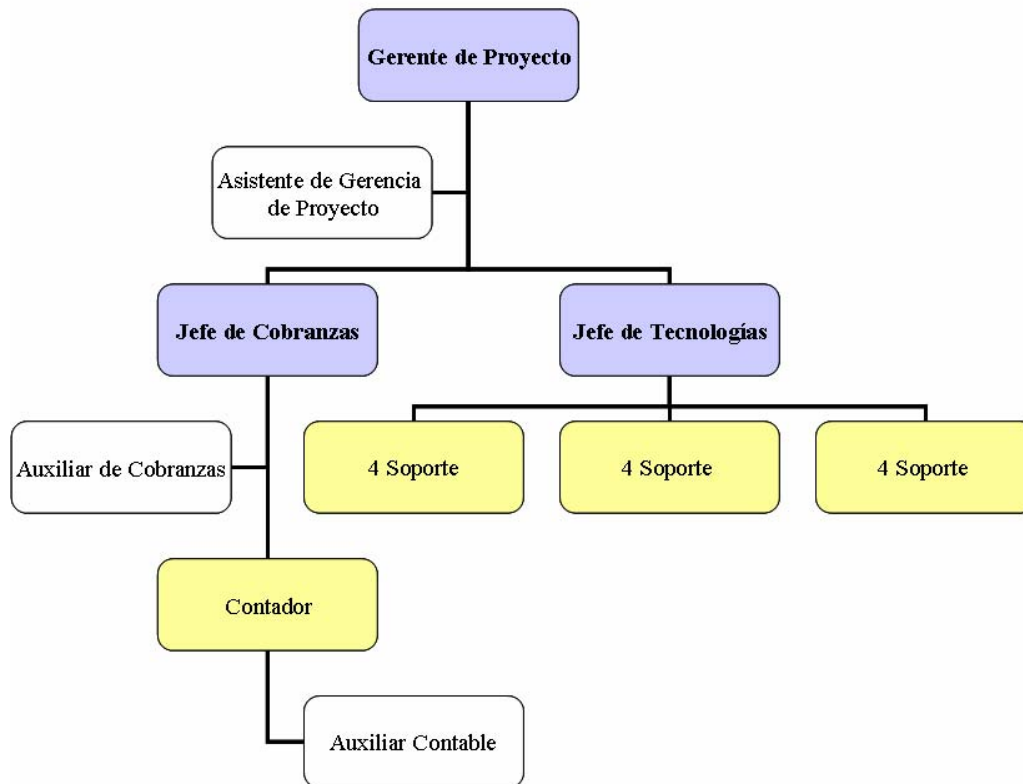 Gerente de Proyecto
Asistente de Gerencia
de Proyecto
Jefe de Cobranzas
Jefe de Tecnologías
Auxiliar de Cobranzas
4 Soporte
4 Soporte
4 Soporte
Contador
Auxiliar Contable